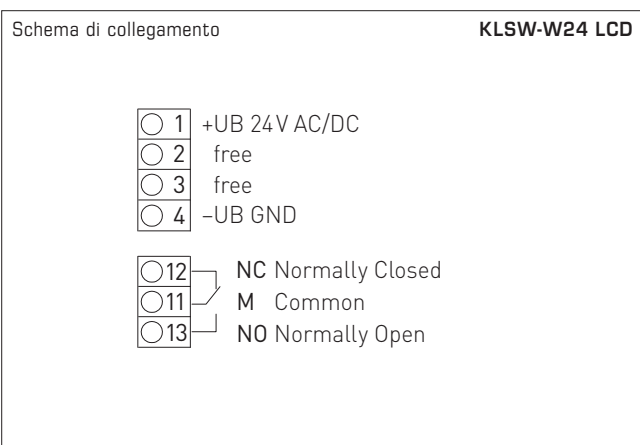 Schema di collegamento KLSW-W24 LCD
1 +UB 24V AC/DC
2 free
3 free
4 –UB GND
12 NC Normally Closed
11 M Common
13 NO Normally Open